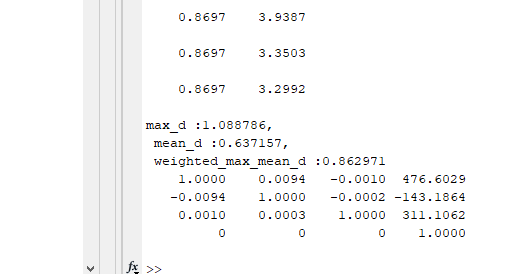 0.8697 3.9387
0.8697 3.3503
0.8697 3.2992
max_d :1.088786,
mean_d :0.637157,
weighted_max_mean_d :0.862971
1.0000 0.0094 -0.0010 476.6029
-0.0094 1.0000 -0.0002 -143.1864
0.0010 0.0003 1.0000 311.1062
0 0 0 1.0000
fx >>